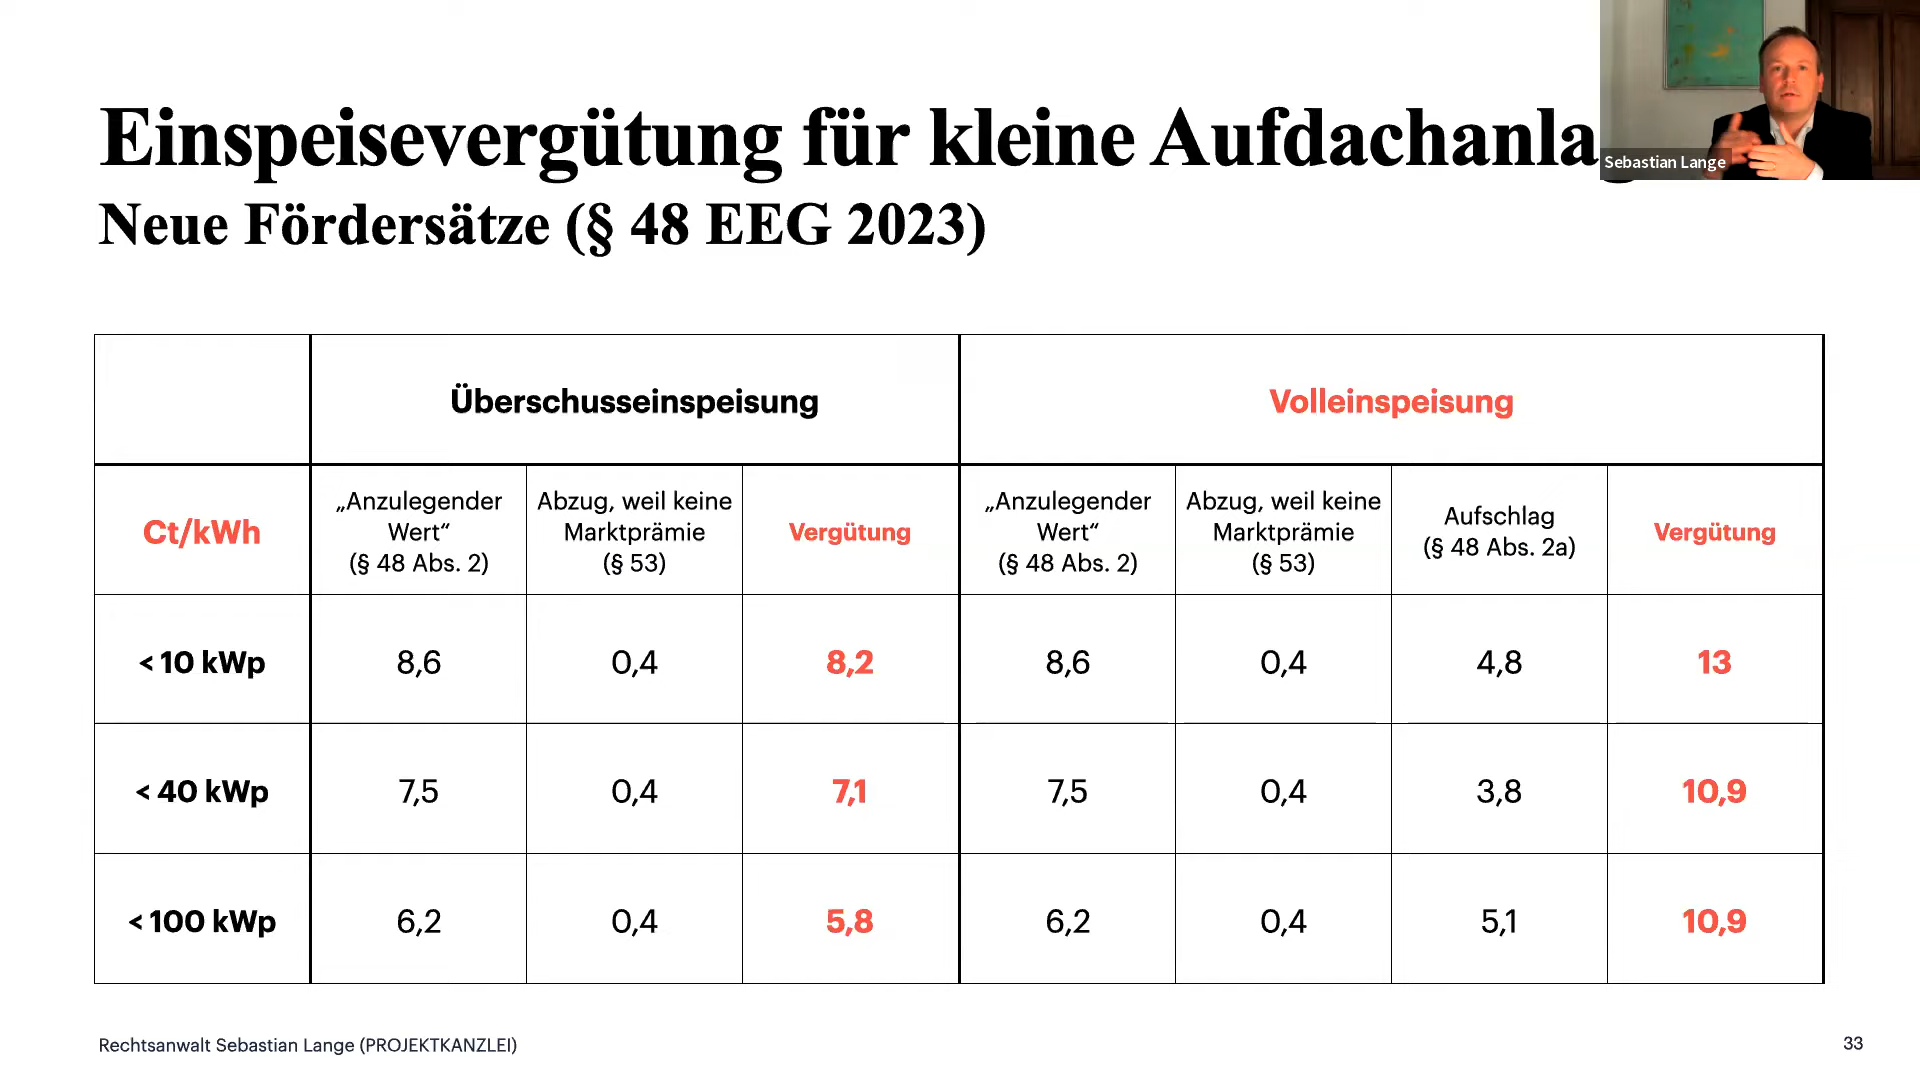 Einspeisevergütung für kleine
Sebastian Lange
Neue Fördersätze (§ 48 EEG 2023)
Überschusseinspisung
Volleinspeisung
Ct/kWh
„Anzulegender
Wert“
(§ 48 Abs. 2)
Abzug, weil keine
Marktprämie
(§ 53)
Vergütung
„Anzulegender
Wert“
(§ 48 Abs. 2)
Abzug, weil keine
Marktprämie
(§ 53)
Aufschlag
(§ 48 Abs. 2a)
Vergütung
< 10 kWp 8,6 0,4 8,2 8,6 0,4 4,8 13
< 40 kWp 7,5 0,4 7,1 7,5 0,4 3,8 10,9
< 100 kWp 6,2 0,4 5,8 6,2 0,4 5,1 10,9
Rechtsanwalt Sebastian Lange (PROJEKTKANZLEI)
33